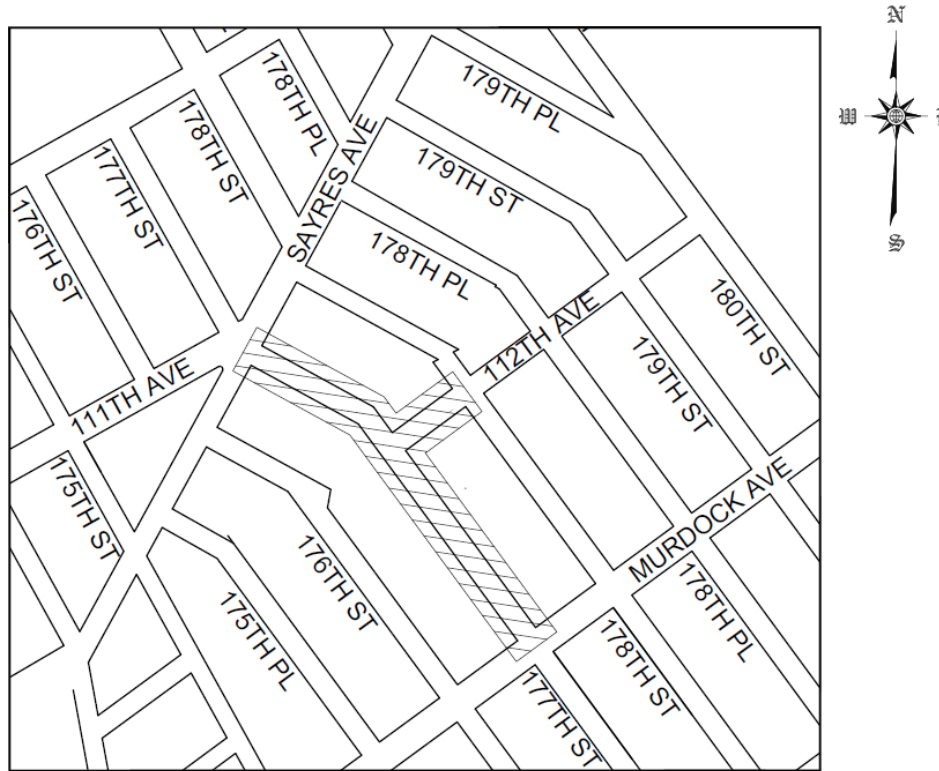 N
W
S
179TH PL
178TH PL
178TH ST
177TH ST
176TH ST
SAYRES AVE
179TH ST
178TH PL
111TH AVE
112TH AVE
180TH ST
179TH ST
175TH ST
MURDOCK AVE
176TH ST
175TH PL
178TH PL
178TH ST
177TH ST